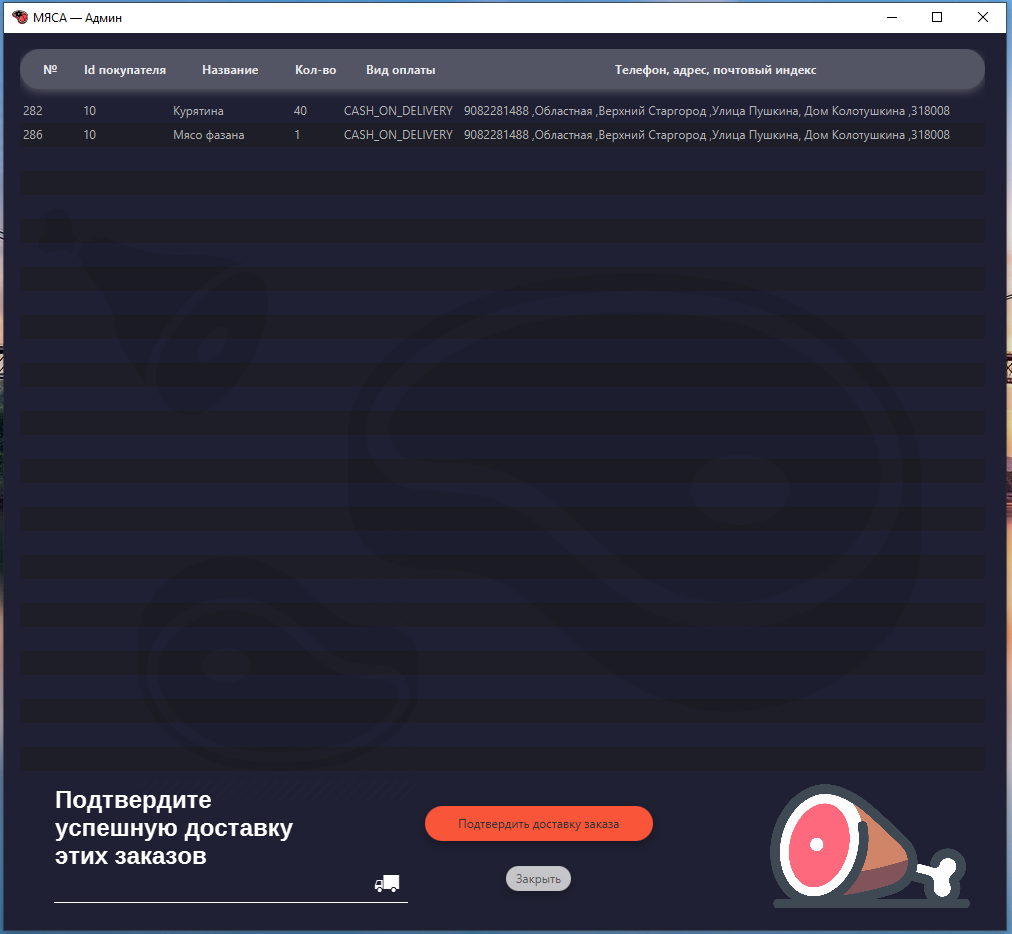 МЯСА — Админ
№ Id покупателя Название Кол-во Вид оплаты Телефон, адрес, почтовый индекс
282 10 Курятина 40 CASH_ON_DELIVERY 9082281488 ,Областная ,Верхний Старгород ,Улица Пушкина, Дом Колотушкина ,318008
286 10 Мясо фазана 1 CASH_ON_DELIVERY 9082281488 ,Областная ,Верхний Старгород ,Улица Пушкина, Дом Колотушкина ,318008
Подтвердите
успешную доставку
этих заказов
Подтвердить доставку заказа
Закрыть